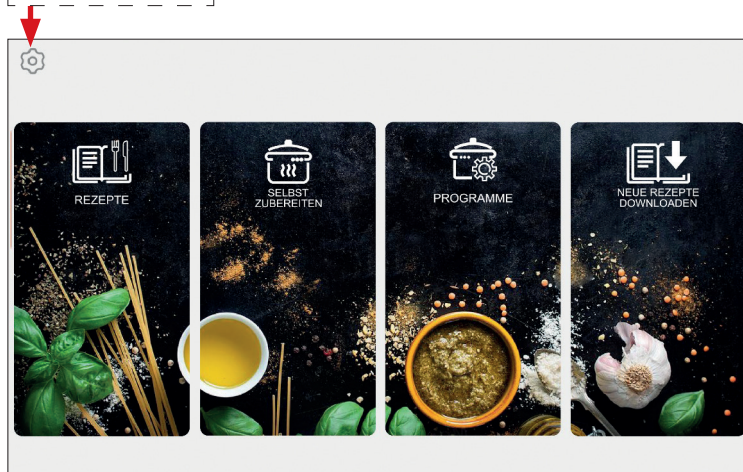 REZEPTE
SELBST
ZUBEREITEN
PROGRAMME
NEUE REZEPTE
DOWNLOADEN